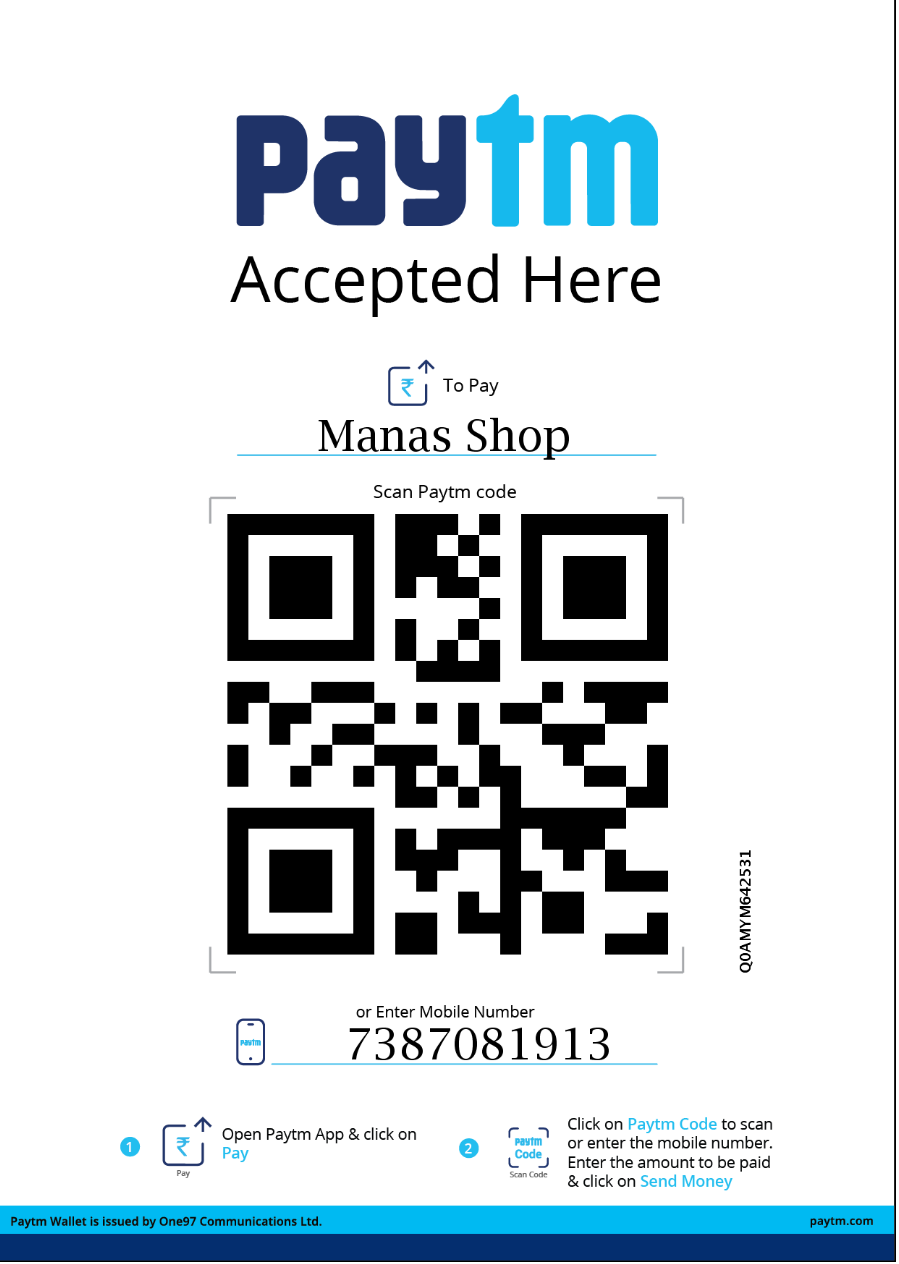 paytm
Accepted Here
₹ To Pay
Manas Shop
Scan Paytm code
Q0AMYM642531
or Enter Mobile Number
paytm
7387081913
1
₹
Pay
Open Paytm App & click on
Pay
2
paytm
Code
Scan Code
Click on Paytm Code to scan
or enter the mobile number.
Enter the amount to be paid
& click on Send Money
Paytm Wallet is issued by One97 Communications Ltd.
paytm.com